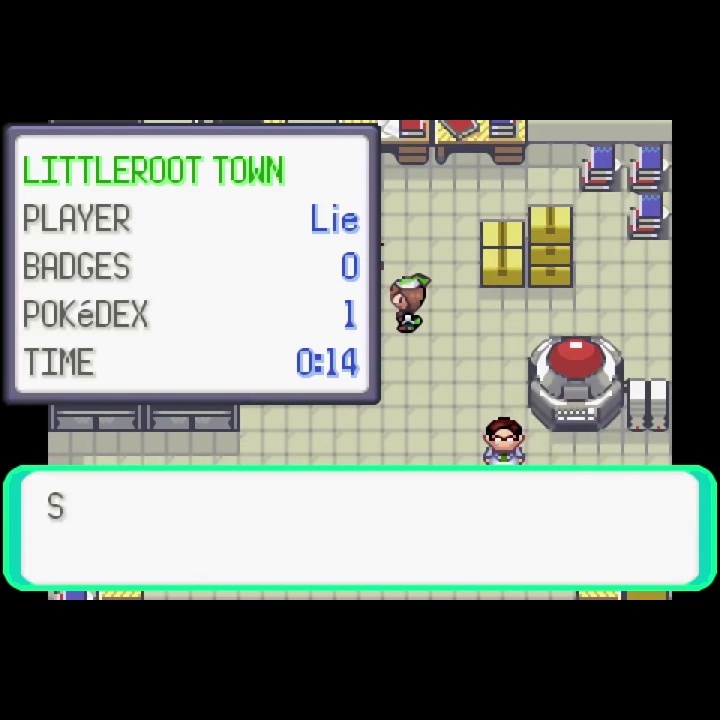 LITTLEROOT TOWN
PLAYER Lie
BADGES 0
POKéDEX 1
TIME 0:14
S